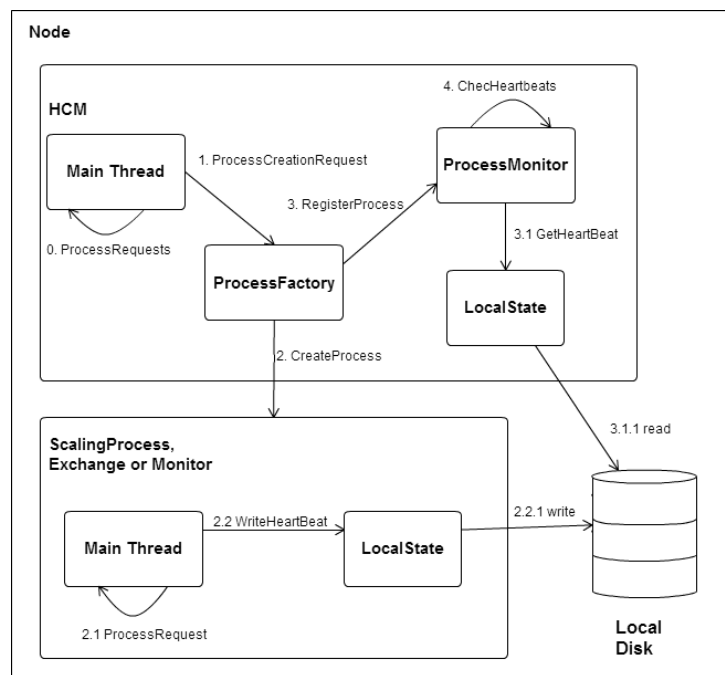 Node
HCM
4. ChecHeartbeats
Main Thread
1. ProcessCreationRequest
ProcessMonitor
3. RegisterProcess
0. ProcessRequests
3.1 GetHeartBeat
ProcessFactory
LocalState
2. CreateProcess
3.1.1 read
ScalingProcess,
Exchange or Monitor
2.2 WriteHeartBeat
2.2.1 write
Main Thread
LocalState
2.1 ProcessRequest
Local
Disk